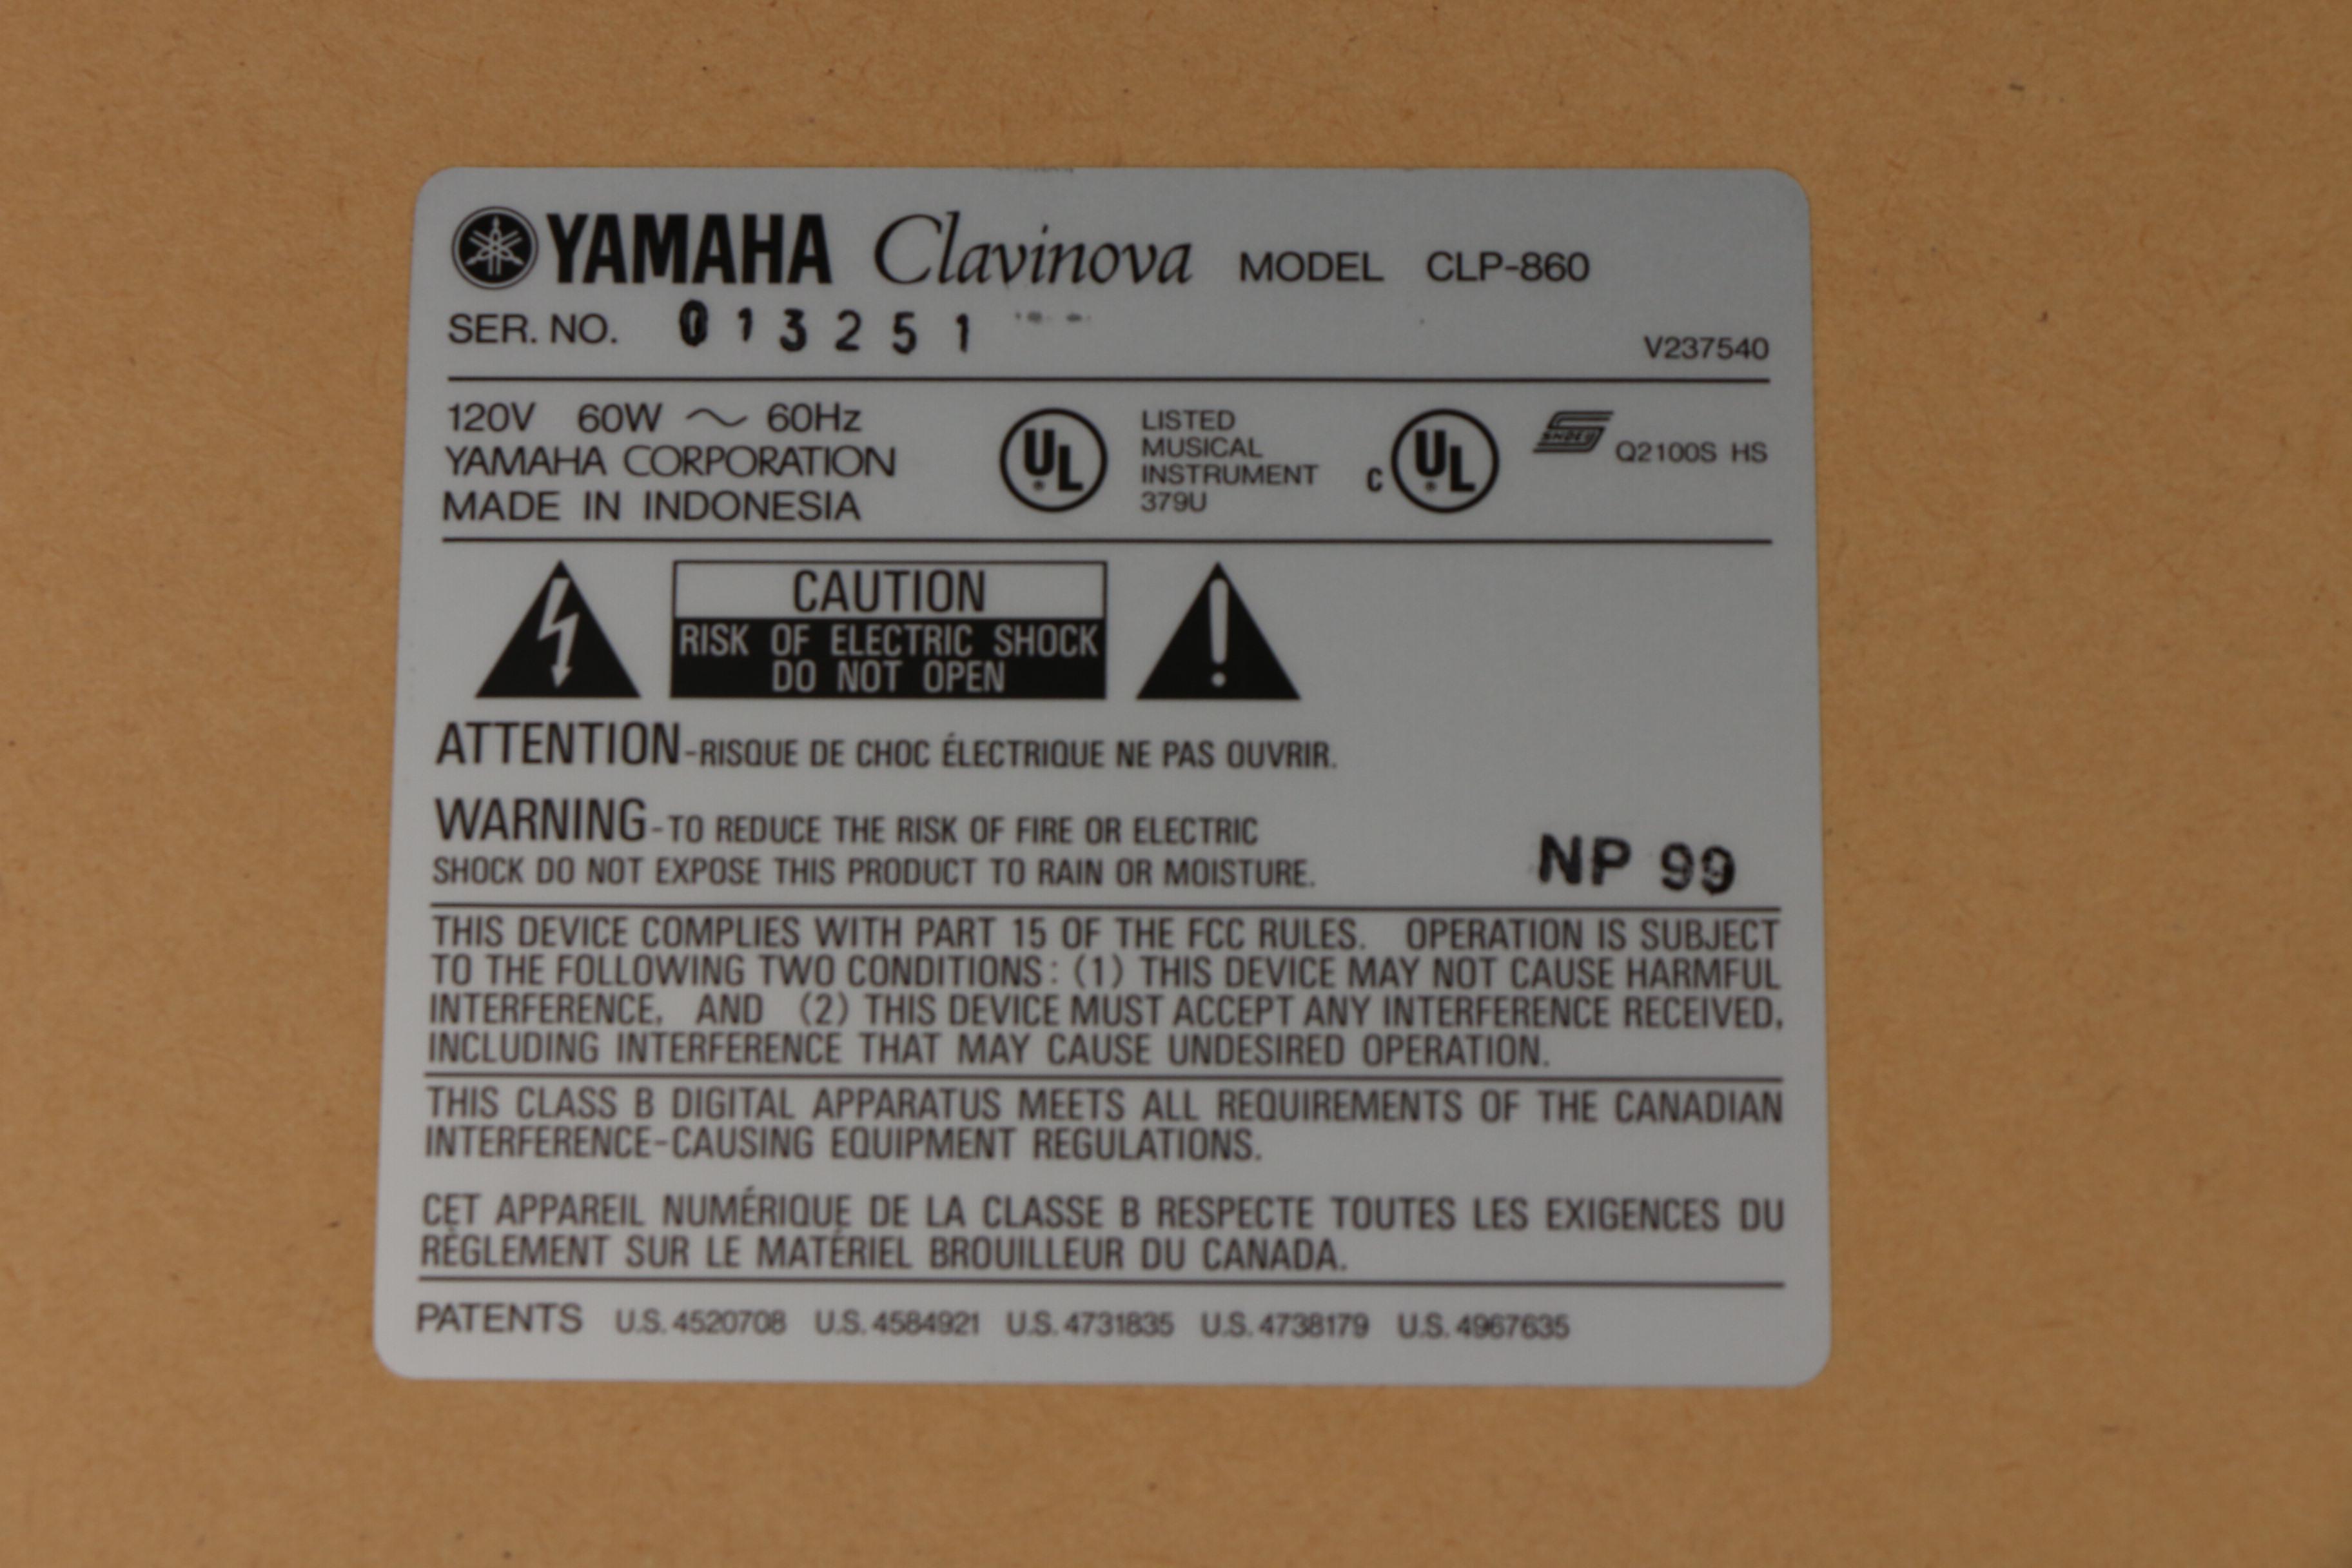 YAMAHA Clavinova MODEL CLP-860
SER. NO. 013251
V237540
120V 60W ~ 60Hz
YAMAHA CORPORATION
MADE IN INDONESIA
UL
LISTED
MUSICAL
INSTRUMENT
379U
C UL
Q2100S HS
CAUTION
RISK OF ELECTRIC SHOCK
DO NOT OPEN
ATTENTION-RISQUE DE CHOC ÉLECTRIQUE NE PAS OUVRIR.
WARNING-TO REDUCE THE RISK OF FIRE OR ELECTRIC
SHOCK DO NOT EXPOSE THIS PRODUCT TO RAIN OR MOISTURE.
NP 99
THIS DEVICE COMPLIES WITH PART 15 OF THE FCC RULES. OPERATION IS SUBJECT
TO THE FOLLOWING TWO CONDITIONS: (1) THIS DEVICE MAY NOT CAUSE HARMFUL
INTERFERENCE, AND (2) THIS DEVICE MUST ACCEPT ANY INTERFERENCE RECEIVED,
INCLUDING INTERFERENCE THAT MAY CAUSE UNDESIRED OPERATION.
THIS CLASS B DIGITAL APPARATUS MEETS ALL REQUIREMENTS OF THE CANADIAN
INTERFERENCE-CAUSING EQUIPMENT REGULATIONS.
CET APPAREIL NUMÉRIQUE DE LA CLASSE B RESPECTE TOUTES LES EXIGENCES DU
RÈGLEMENT SUR LE MATÉRIEL BROUILLEUR DU CANADA.
PATENTS U.S. 4520708 U.S. 4584921 U.S. 4731835 U.S. 4738179 U.S. 4967635